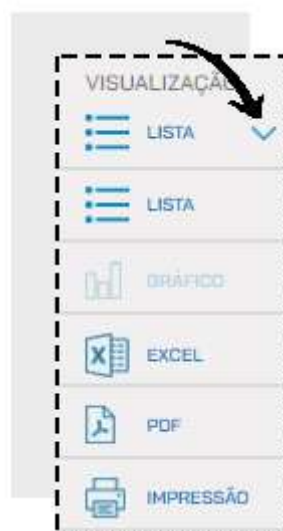 VISUALIZAÇÃO
LISTA
LISTA
GRÁFICO
EXCEL
PDF
IMPRESSÃO